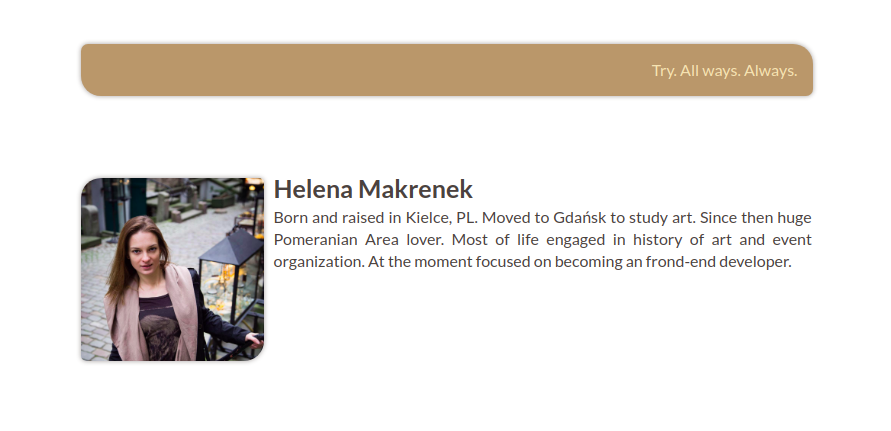 Try. All ways. Always.
Helena Makrenek
Born and raised in Kielce, PL. Moved to Gdańsk to study art. Since then huge
Pomeranian Area lover. Most of life engaged in history of art and event
organization. At the moment focused on becoming an frond-end developer.